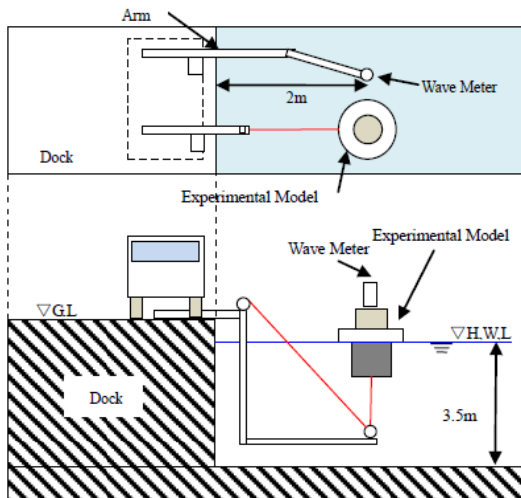 Arm
Wave Meter
2m
Dock
Experimental Model
Experimental Model
Wave Meter
▽G.L
▽H.W.L
Dock
3.5m